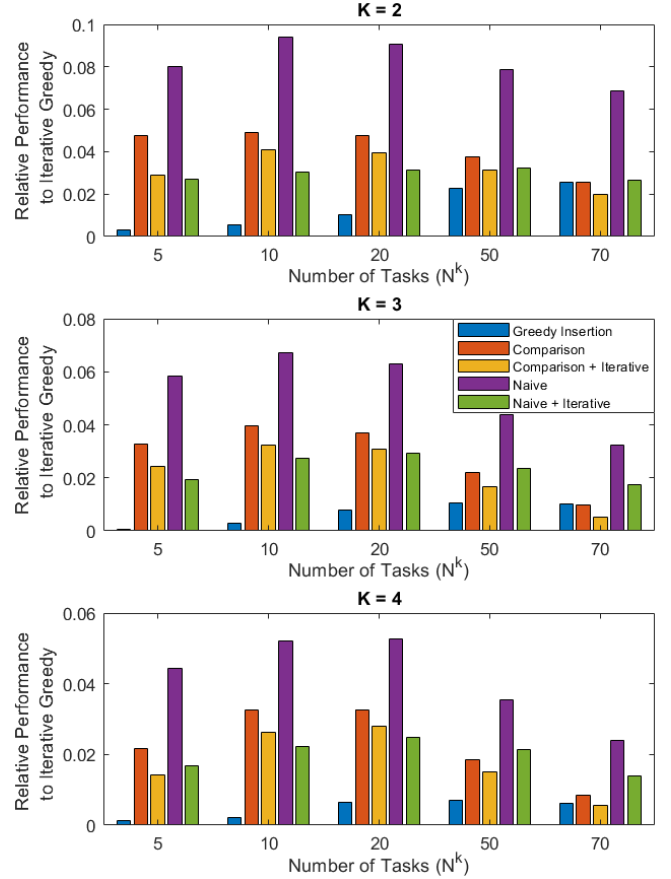 K = 2
Relative Performance
to Iterative Greedy
0.1
0.08
0.06
0.04
0.02
0
5 10 20 50 70
Number of Tasks (N^k)
K = 3
Relative Performance
to Iterative Greedy
0.08
0.06
0.04
0.02
0
Greedy Insertion
Comparison
Comparison + Iterative
Naive
Naive + Iterative
5 10 20 50 70
Number of Tasks (N^k)
K = 4
Relative Performance
to Iterative Greedy
0.06
0.04
0.02
0
5 10 20 50 70
Number of Tasks (N^k)